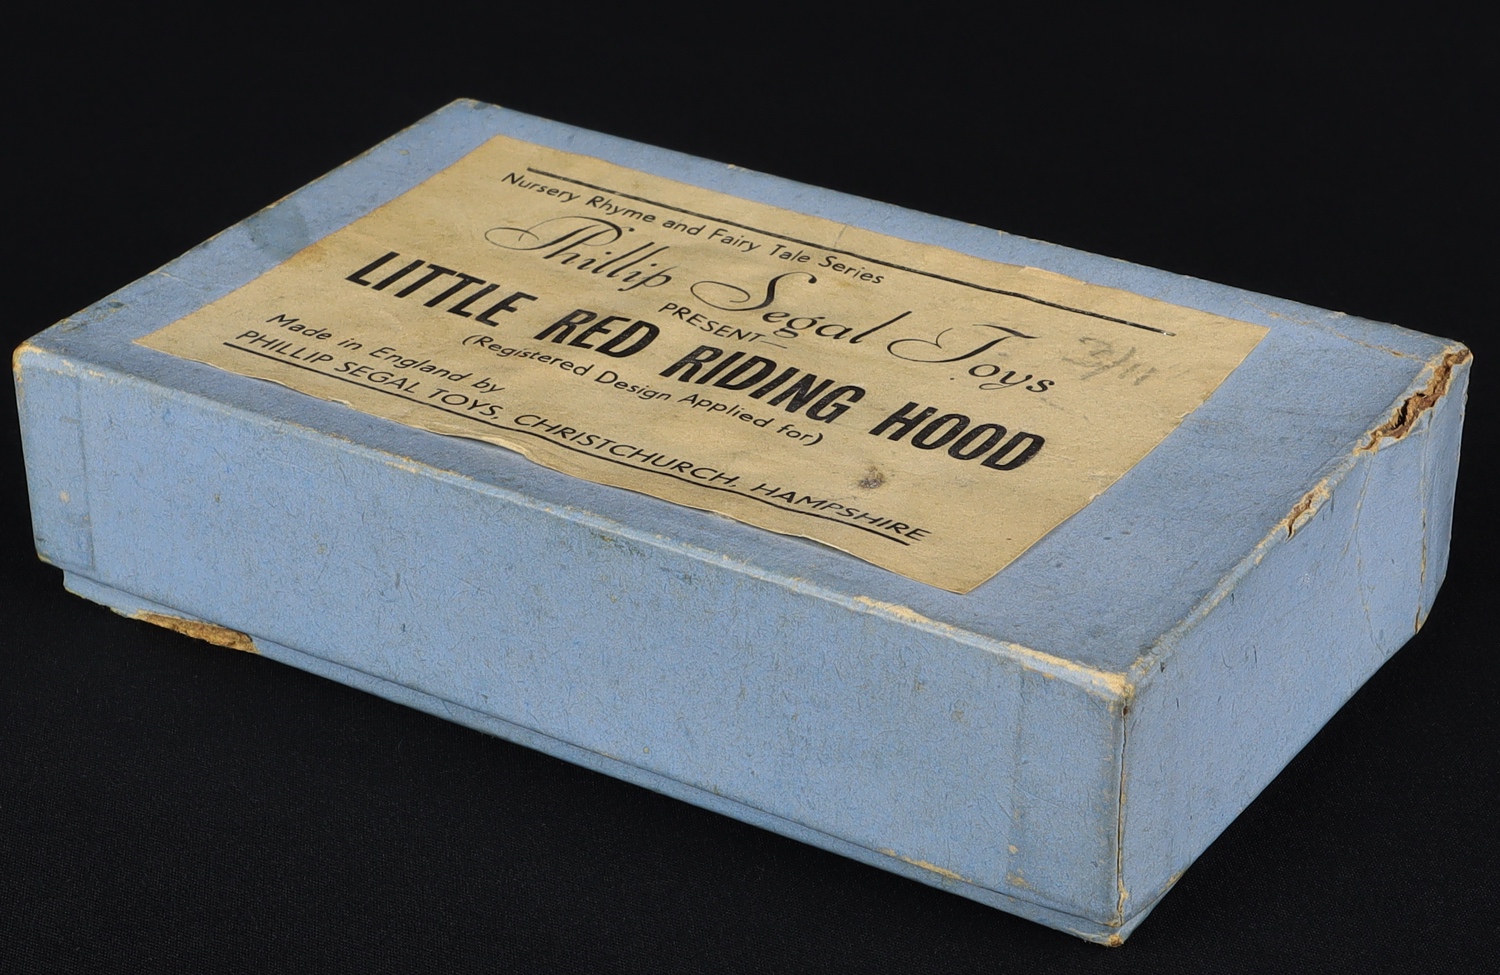 Nursery Rhyme and Fairy Tale Series
Phillip Segal Toys
PRESENT—
LITTLE RED RIDING HOOD
(Registered Design Applied for)
Made in England by
PHILLIP SEGAL TOYS, CHRISTCHURCH, HAMPSHIRE